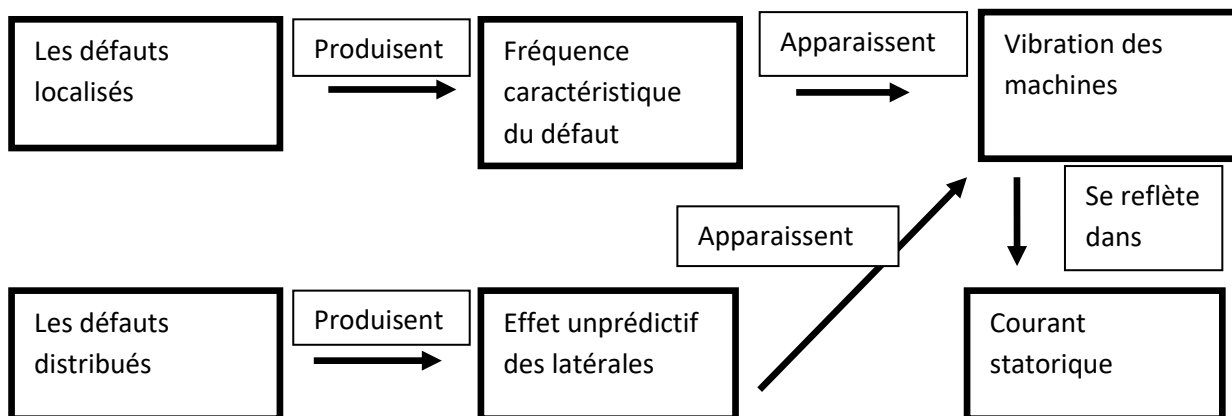 Les défauts
localisés
Produisent
Fréquence
caractéristique
du défaut
Apparaissent
Vibration des
machines
Se reflète
dans
Apparaissent
Les défauts
distribués
Produisent
Effet unprédictif
des latérales
Courant
statorique